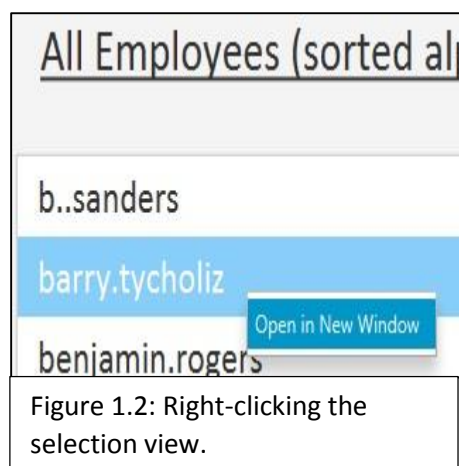 All Employees (sorted al
b..sanders
barry.tycholiz
Open in New Window
benjamin.rogers
Figure 1.2: Right-clicking the
selection view.